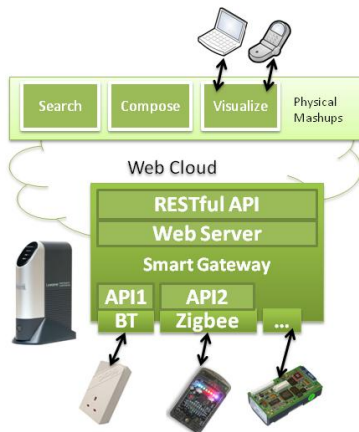 Search
Compose
Visualize
Physical
Mashups
Web Cloud
RESTful API
Web Server
Smart Gateway
API1
API2
BT
Zigbee
...